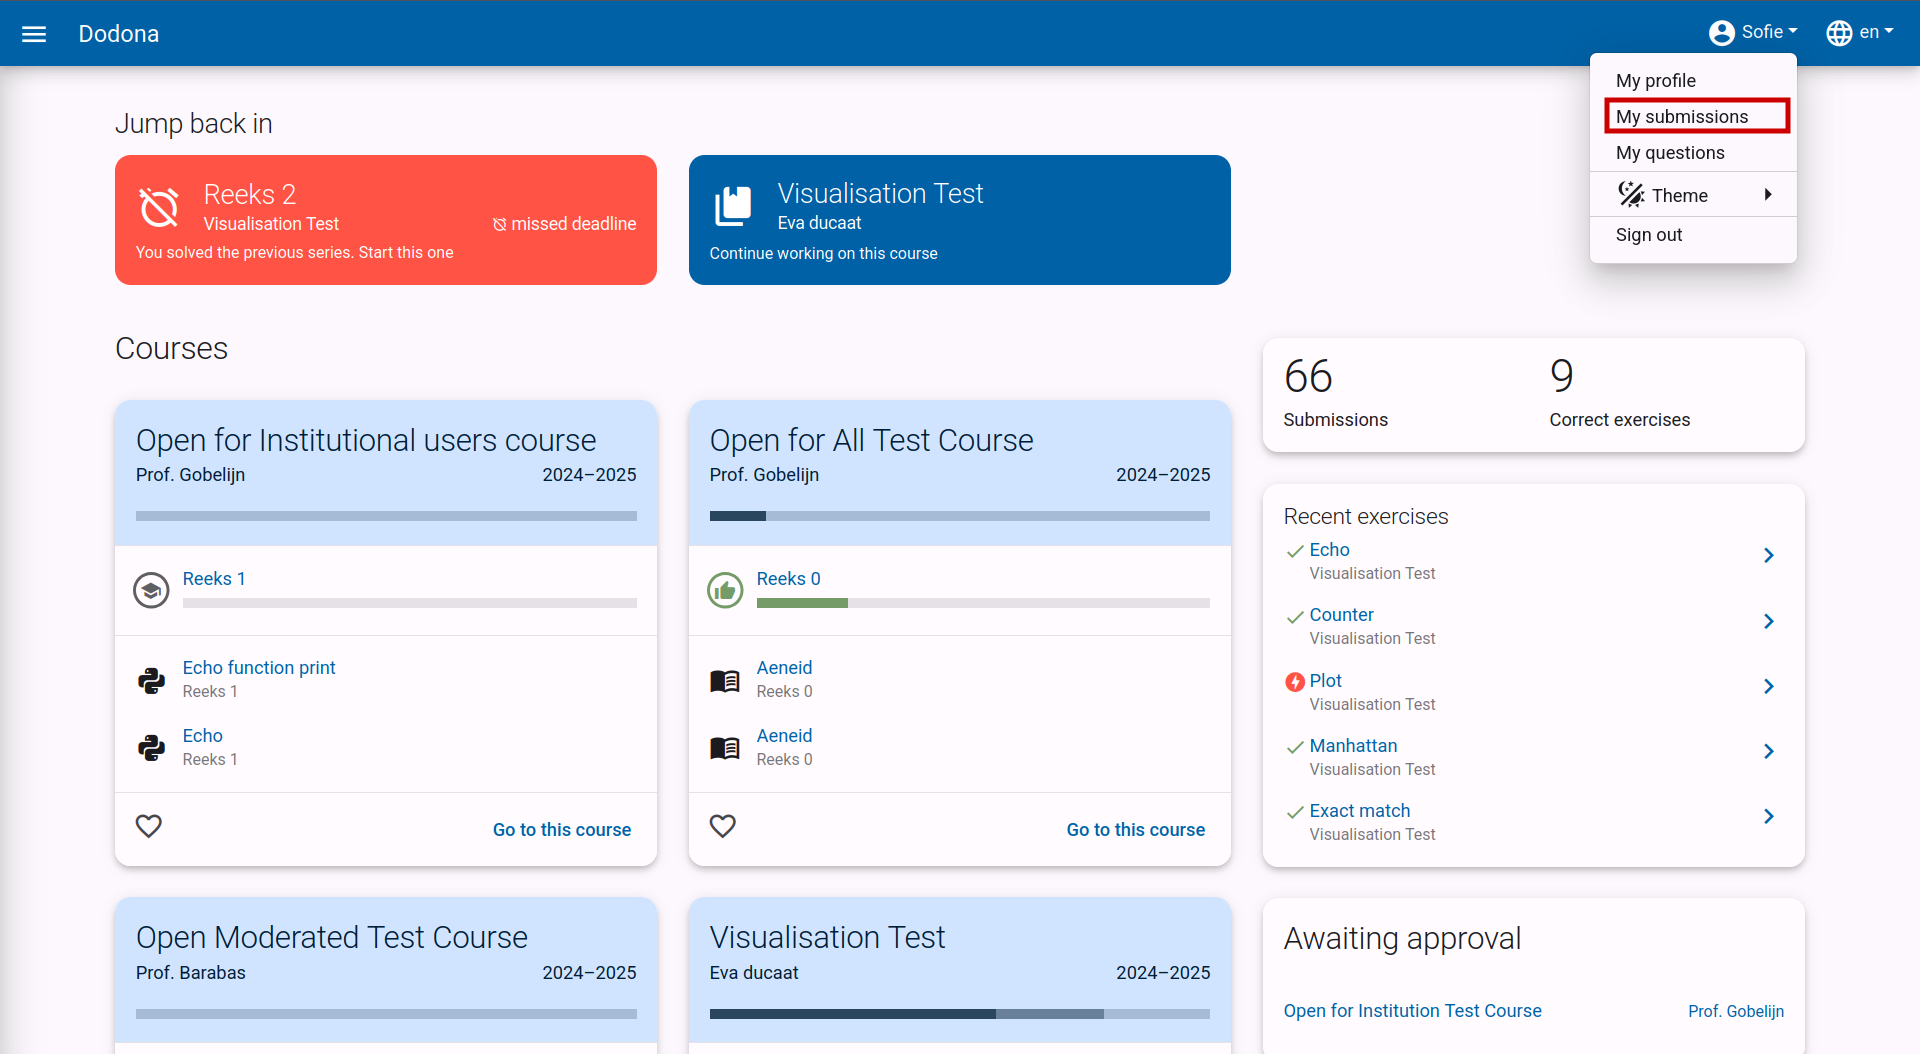 Dodona
Sofie
en
My profile
My submissions
My questions
Theme
Sign out
Jump back in
Reeks 2
Visualisation Test
missed deadline
You solved the previous series. Start this one
Visualisation Test
Eva ducaat
Continue working on this course
Courses
Open for Institutional users course
Prof. Gobelijn 2024–2025
Reeks 1
Echo function print
Reeks 1
Echo
Reeks 1
Go to this course
Open for All Test Course
Prof. Gobelijn 2024–2025
Reeks 0
Aeneid
Reeks 0
Aeneid
Reeks 0
Go to this course
66
Submissions
9
Correct exercises
Recent exercises
Echo
Visualisation Test
Counter
Visualisation Test
Plot
Visualisation Test
Manhattan
Visualisation Test
Exact match
Visualisation Test
Open Moderated Test Course
Prof. Barabas 2024–2025
Visualisation Test
Eva ducaat 2024–2025
Awaiting approval
Open for Institution Test Course Prof. Gobelijn